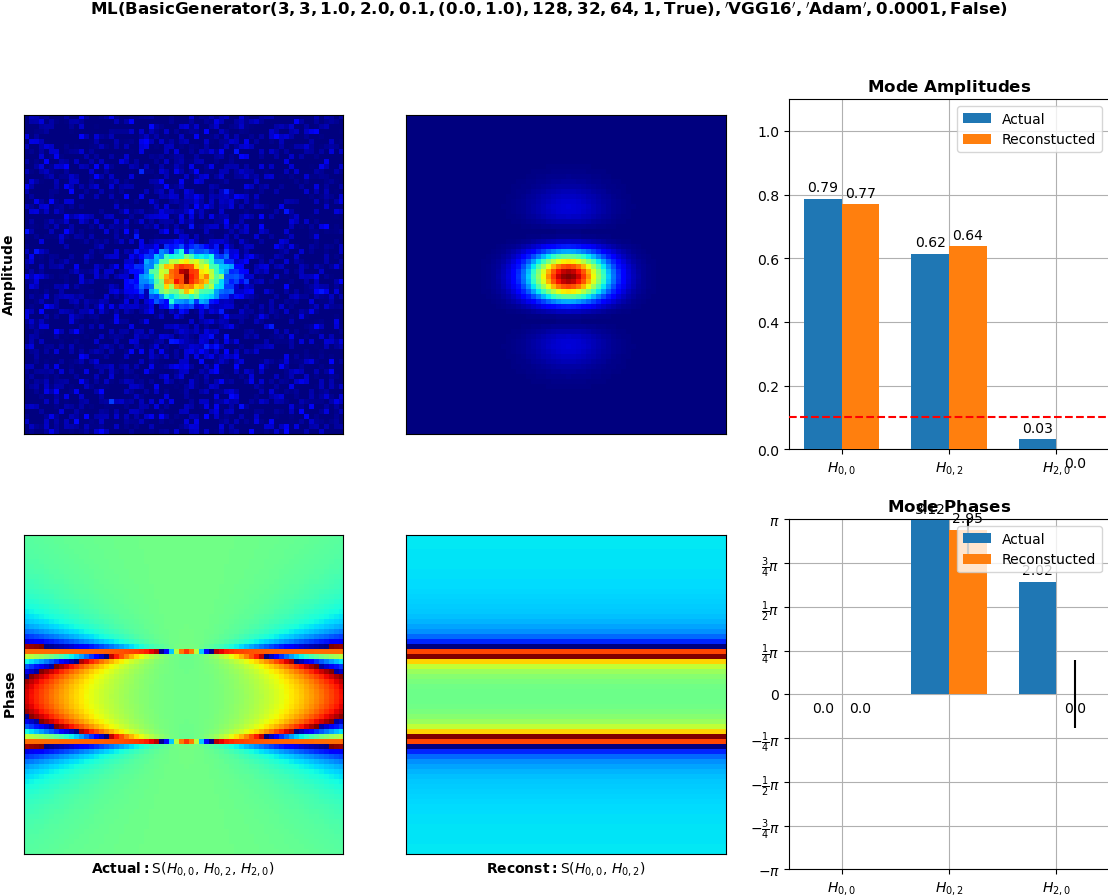 ML(BasicGenerator(3, 3, 1.0, 2.0, 0.1, (0.0, 1.0), 128, 32, 64, 1, True), ′VGG16′, ′Adam′, 0.0001, False)
Amplitude
Mode Amplitudes
Actual
Reconstucted
1.0
0.8
0.6
0.4
0.2
0.0
0.79
0.77
0.62
0.64
0.03
0.0
H0,0
H0,2
H2,0
Phase
Actual: S(H0,0, H0,2, H2,0)
Reconst: S(H0,0, H0,2)
Mode Phases
Actual
Reconstucted
π
3/4π
1/2π
1/4π
0
−1/4π
−1/2π
−3/4π
−π
0.0
0.0
3.12
2.95
2.02
0.0
H0,0
H0,2
H2,0